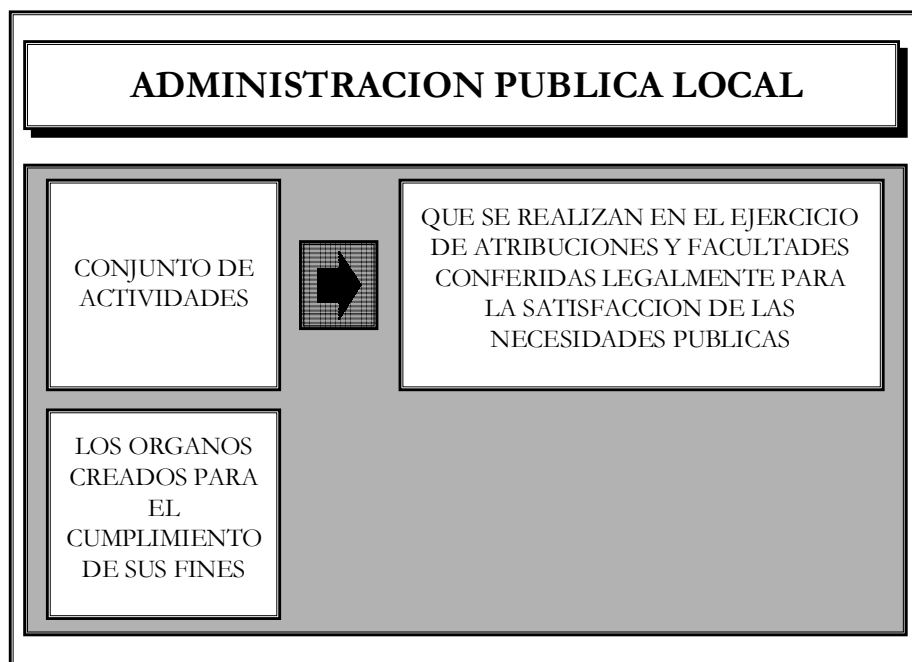 ADMINISTRACION PUBLICA LOCAL
CONJUNTO DE
ACTIVIDADES
QUE SE REALIZAN EN EL EJERCICIO
DE ATRIBUCIONES Y FACULTADES
CONFERIDAS LEGALMENTE PARA
LA SATISFACCION DE LAS
NECESIDADES PUBLICAS
LOS ORGANOS
CREADOS PARA
EL
CUMPLIMIENTO
DE SUS FINES